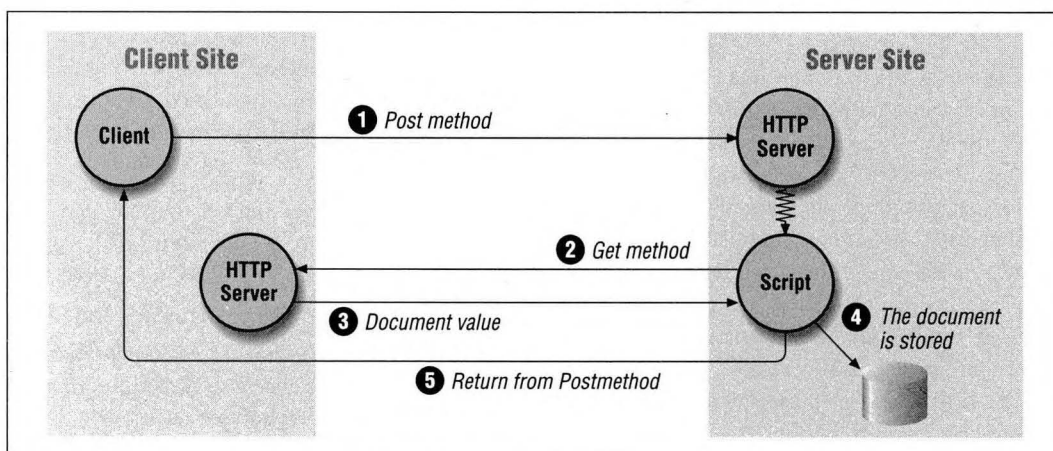 Client Site
Server Site
Client
1 Post method
HTTP
Server
2 Get method
HTTP
Server
Script
3 Document value
4 The document
is stored
5 Return from Postmethod